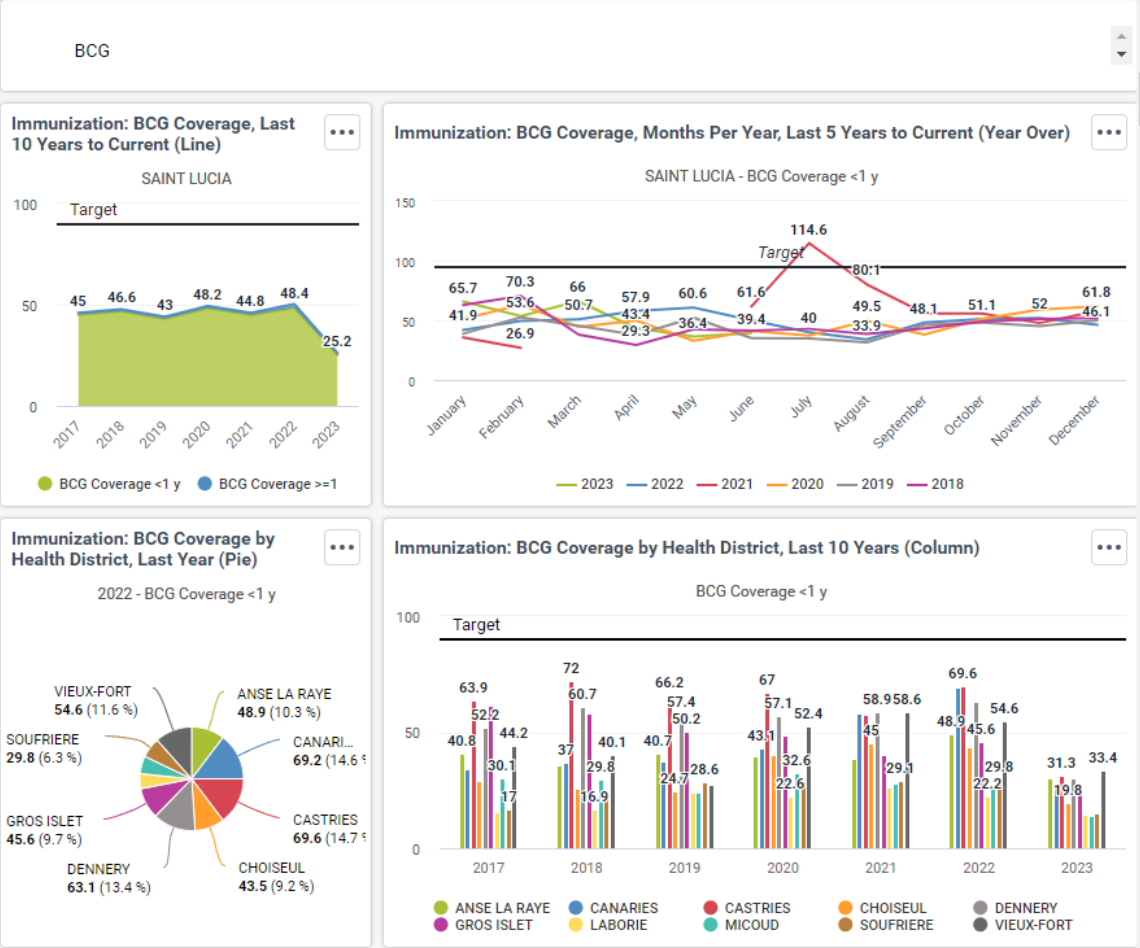 BCG
Immunization: BCG Coverage, Last
10 Years to Current (Line)
SAINT LUCIA
100
Target
50
0
45
46.6
43
48.2
44.8
48.4
25.2
2017
2018
2019
2020
2021
2022
2023
BCG Coverage <1 y
BCG Coverage >=1
Immunization: BCG Coverage, Months Per Year, Last 5 Years to Current (Year Over)
SAINT LUCIA - BCG Coverage <1 y
150
100
50
0
Target
65.7
41.9
70.3
53.6
26.9
66
50.7
57.9
43.4
29.3
60.6
36.4
61.6
39.4
114.6
40
80.1
49.5
33.9
48.1
51.1
52
61.8
46.1
January
February
March
April
May
June
July
August
September
October
November
December
2023
2022
2021
2020
2019
2018
Immunization: BCG Coverage by
Health District, Last Year (Pie)
2022 - BCG Coverage <1 y
VIEUX-FORT
54.6 (11.6 %)
ANSE LA RAYE
48.9 (10.3 %)
SOUFRIERE
29.8 (6.3 %)
CANARI...
69.2 (14.6 %
GROS ISLET
45.6 (9.7 %)
CASTRIES
69.6 (14.7 %
DENNERY
63.1 (13.4 %)
CHOISEUL
43.5 (9.2 %)
Immunization: BCG Coverage by Health District, Last 10 Years (Column)
BCG Coverage <1 y
100
Target
50
0
40.8
63.9
52.2
30.1
17
44.2
37
72
60.7
16.9
29.8
40.1
40.7
66.2
24.7
57.4
50.2
28.6
43.1
67
57.1
22.6
32.6
52.4
45
58.9
29.1
58.6
48.9
69.6
45.6
22.2
29.8
54.6
31.3
19.8
33.4
2017
2018
2019
2020
2021
2022
2023
ANSE LA RAYE
CANARIES
CASTRIES
CHOISEUL
DENNERY
GROS ISLET
LABORIE
MICOUD
SOUFRIERE
VIEUX-FORT